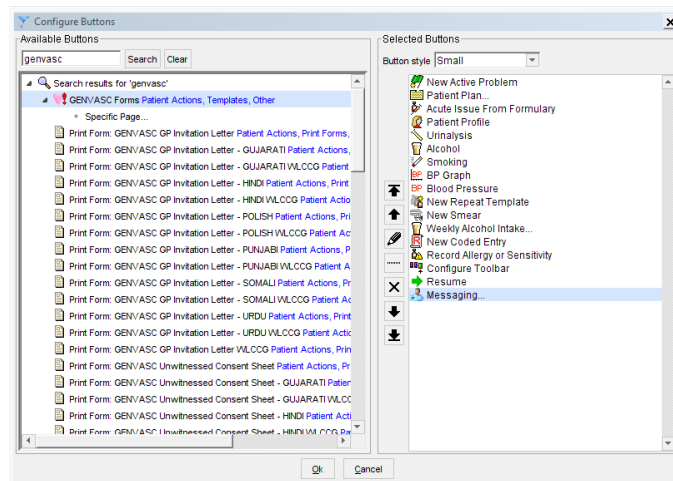 Configure Buttons
Available Buttons
genvasc
Search
Clear
Search results for 'genvasc'
GENVASC Forms Patient Actions, Templates, Other
Specific Page...
Print Form: GENVASC GP Invitation Letter Patient Actions, Print Forms,
Print Form: GENVASC GP Invitation Letter - GUJARATI Patient Actions,
Print Form: GENVASC GP Invitation Letter - GUJARATI WLCCG Patient
Print Form: GENVASC GP Invitation Letter - HINDI Patient Actions, Print
Print Form: GENVASC GP Invitation Letter - HINDI WLCCG Patient Actio
Print Form: GENVASC GP Invitation Letter - POLISH Patient Actions, Pri
Print Form: GENVASC GP Invitation Letter - POLISH WLCCG Patient Ac
Print Form: GENVASC GP Invitation Letter - PUNJABI Patient Actions, P
Print Form: GENVASC GP Invitation Letter - PUNJABI WLCCG Patient A
Print Form: GENVASC GP Invitation Letter - SOMALI Patient Actions, Pr
Print Form: GENVASC GP Invitation Letter - SOMALI WLCCG Patient Ac
Print Form: GENVASC GP Invitation Letter - URDU Patient Actions, Prin
Print Form: GENVASC GP Invitation Letter - URDU WLCCG Patient Actic
Print Form: GENVASC GP Invitation Letter WLCCG Patient Actions, Prin
Print Form: GENVASC Unwitnessed Consent Sheet Patient Actions, Prin
Print Form: GENVASC Unwitnessed Consent Sheet - GUJARATI Patien
Print Form: GENVASC Unwitnessed Consent Sheet - GUJARATI WLCC
Print Form: GENVASC Unwitnessed Consent Sheet - HINDI Patient Acti
Print Form: GENVASC Unwitnessed Consent Sheet - HINDI WLCCG Pa
Selected Buttons
Button style Small
New Active Problem
Patient Plan...
Acute Issue From Formulary
Patient Profile
Urinalysis
Alcohol
Smoking
BP BP Graph
BP Blood Pressure
New Repeat Template
New Smear
Weekly Alcohol Intake...
R New Coded Entry
Record Allergy or Sensitivity
Configure Toolbar
Resume
Messaging...
Ok
Cancel